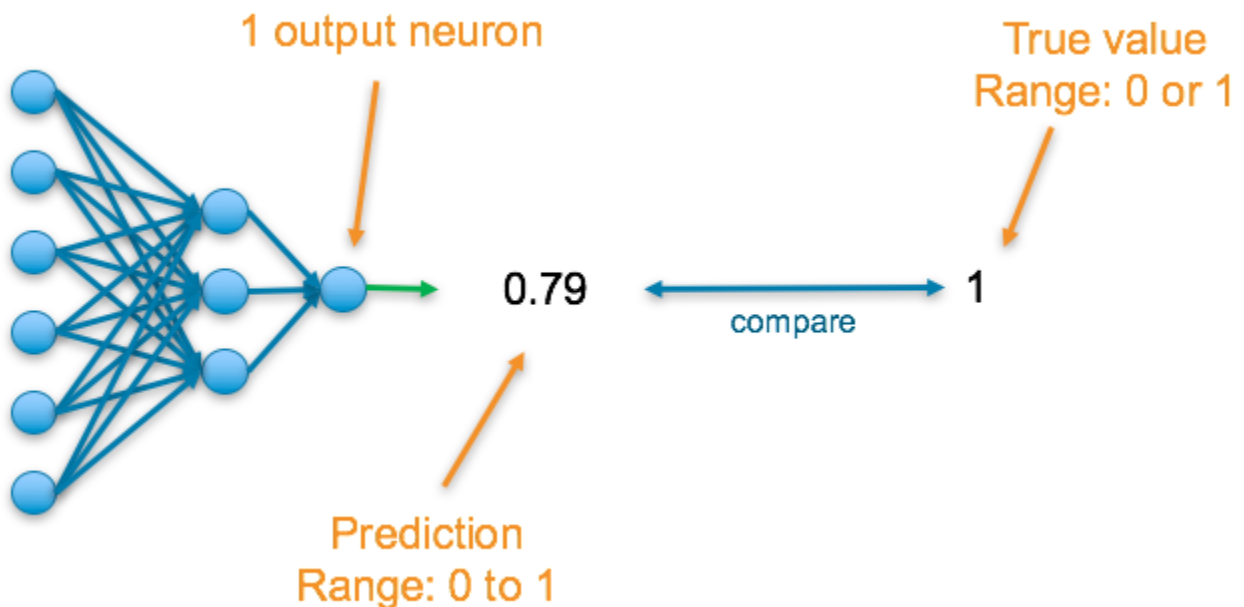 1 output neuron
True value
Range: 0 or 1
0.79
compare
1
Prediction
Range: 0 to 1